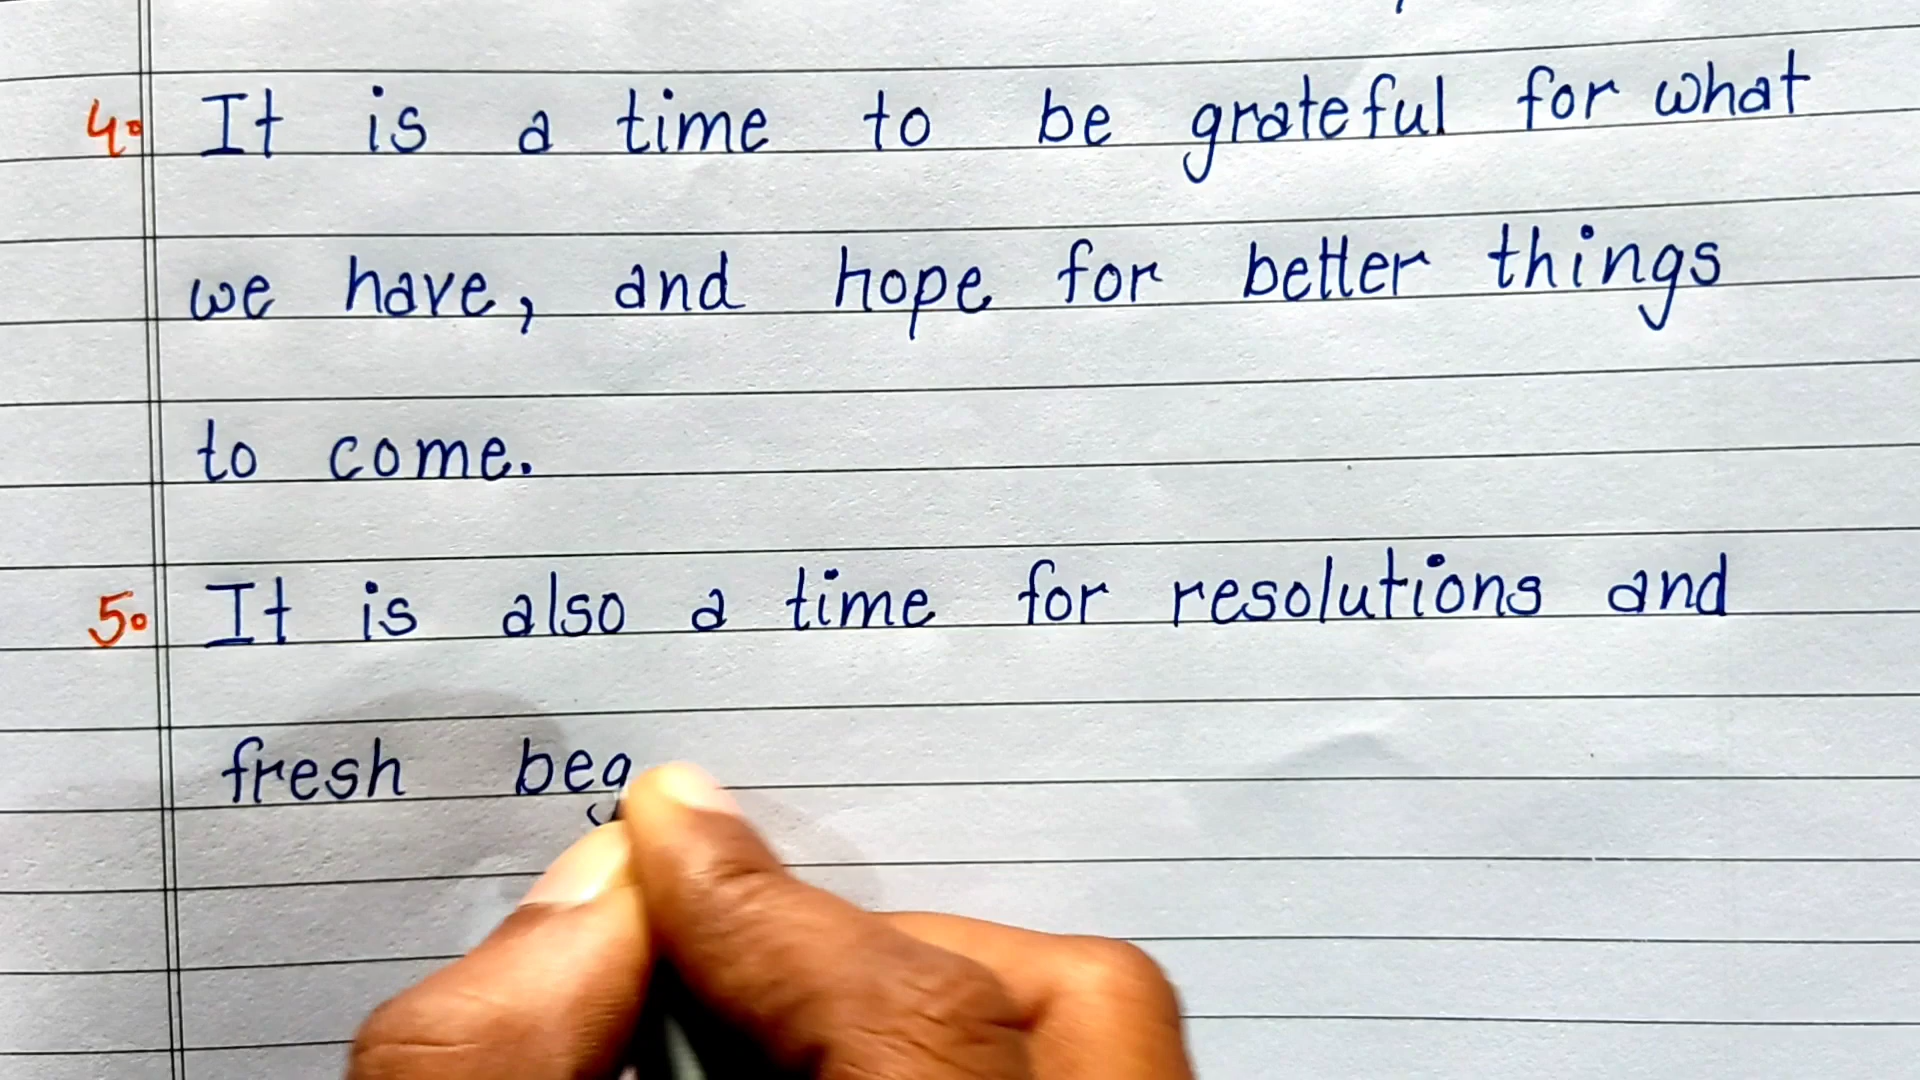 4. It is a time to be grateful for what
we have, and hope for better things
to come.
5. It is also a time for resolutions and
fresh beg